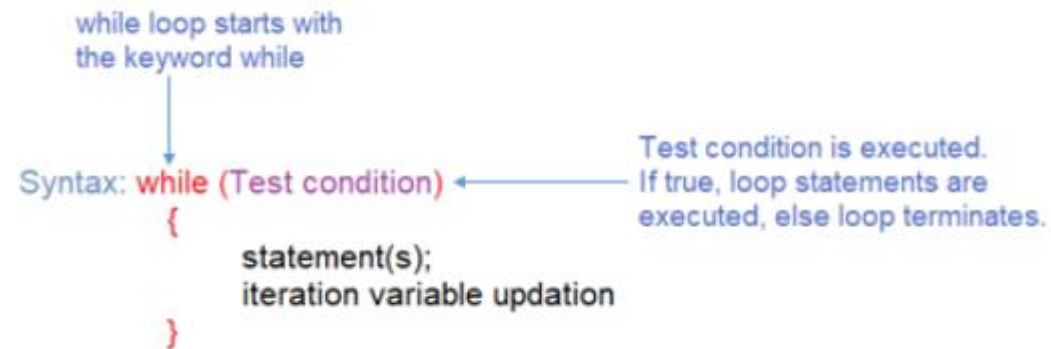 while loop starts with
the keyword while
Syntax: while (Test condition)
Test condition is executed.
If true, loop statements are
executed, else loop terminates.
{
statement(s);
iteration variable updation
}